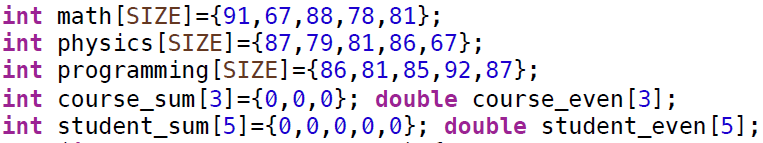 int math[SIZE]={91,67,88,78,81};
int physics[SIZE]={87,79,81,86,67};
int programming[SIZE]={86,81,85,92,87};
int course_sum[3]={0,0,0}; double course_even[3];
int student_sum[5]={0,0,0,0,0}; double student_even[5];